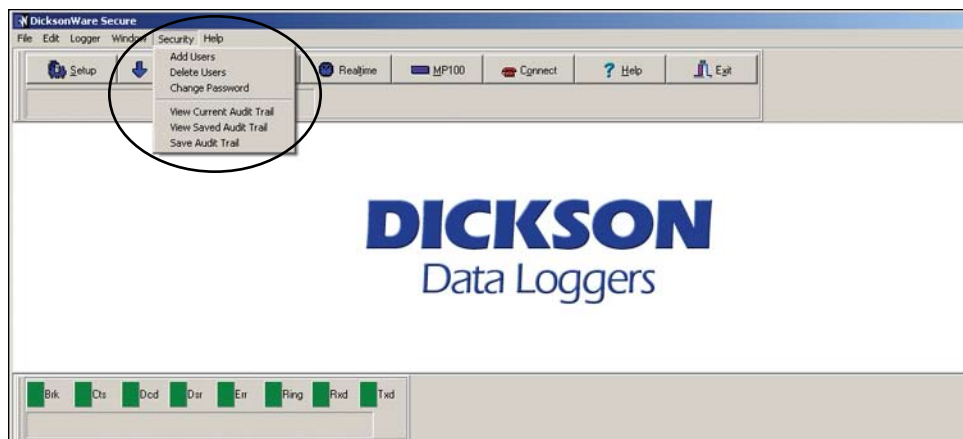 DicksonWare Secure
File Edit Logger Window Security Help
Add Users
Delete Users
Change Password
View Current Audit Trail
View Saved Audit Trail
Save Audit Trail
Setup Realtime MP100 Connect Help Exit
DICKSON
Data Loggers
Brk Cts Dcd Dsr Err Ring Rxd Txd